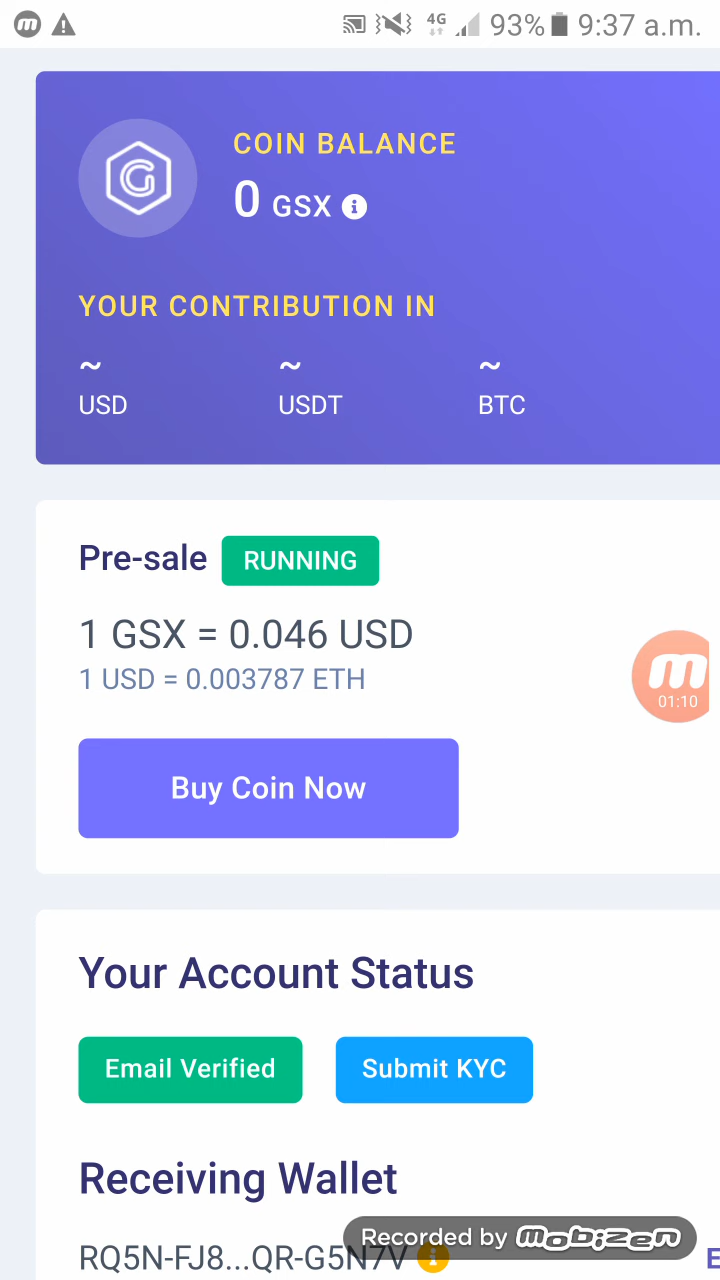 4G 93% 9:37 a.m.
COIN BALANCE
0 GSX
YOUR CONTRIBUTION IN
~ ~ ~
USD USDT BTC
Pre-sale RUNNING
1 GSX = 0.046 USD
1 USD = 0.003787 ETH
m
01:10
Buy Coin Now
Your Account Status
Email Verified Submit KYC
Receiving Wallet
Recorded by mobizen
RQ5N-FJ8...QR-G5N7V